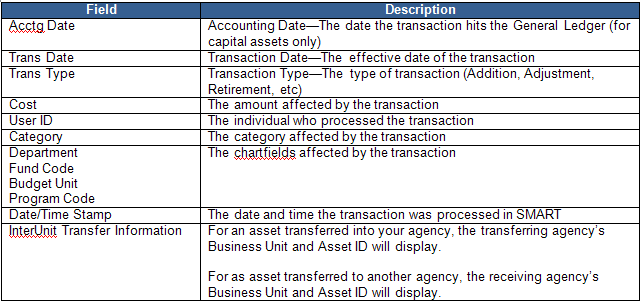 Field Description
Acctg Date Accounting Date—The date the transaction hits the General Ledger (for
capital assets only)
Trans Date Transaction Date—The effective date of the transaction
Trans Type Transaction Type—The type of transaction (Addition, Adjustment,
Retirement, etc)
Cost The amount affected by the transaction
User ID The individual who processed the transaction
Category The category affected by the transaction
Department The chartfields affected by the transaction
Fund Code
Budget Unit
Program Code
Date/Time Stamp The date and time the transaction was processed in SMART
InterUnit Transfer Information For an asset transferred into your agency, the transferring agency's
Business Unit and Asset ID will display.
For as asset transferred to another agency, the receiving agency's
Business Unit and Asset ID will display.